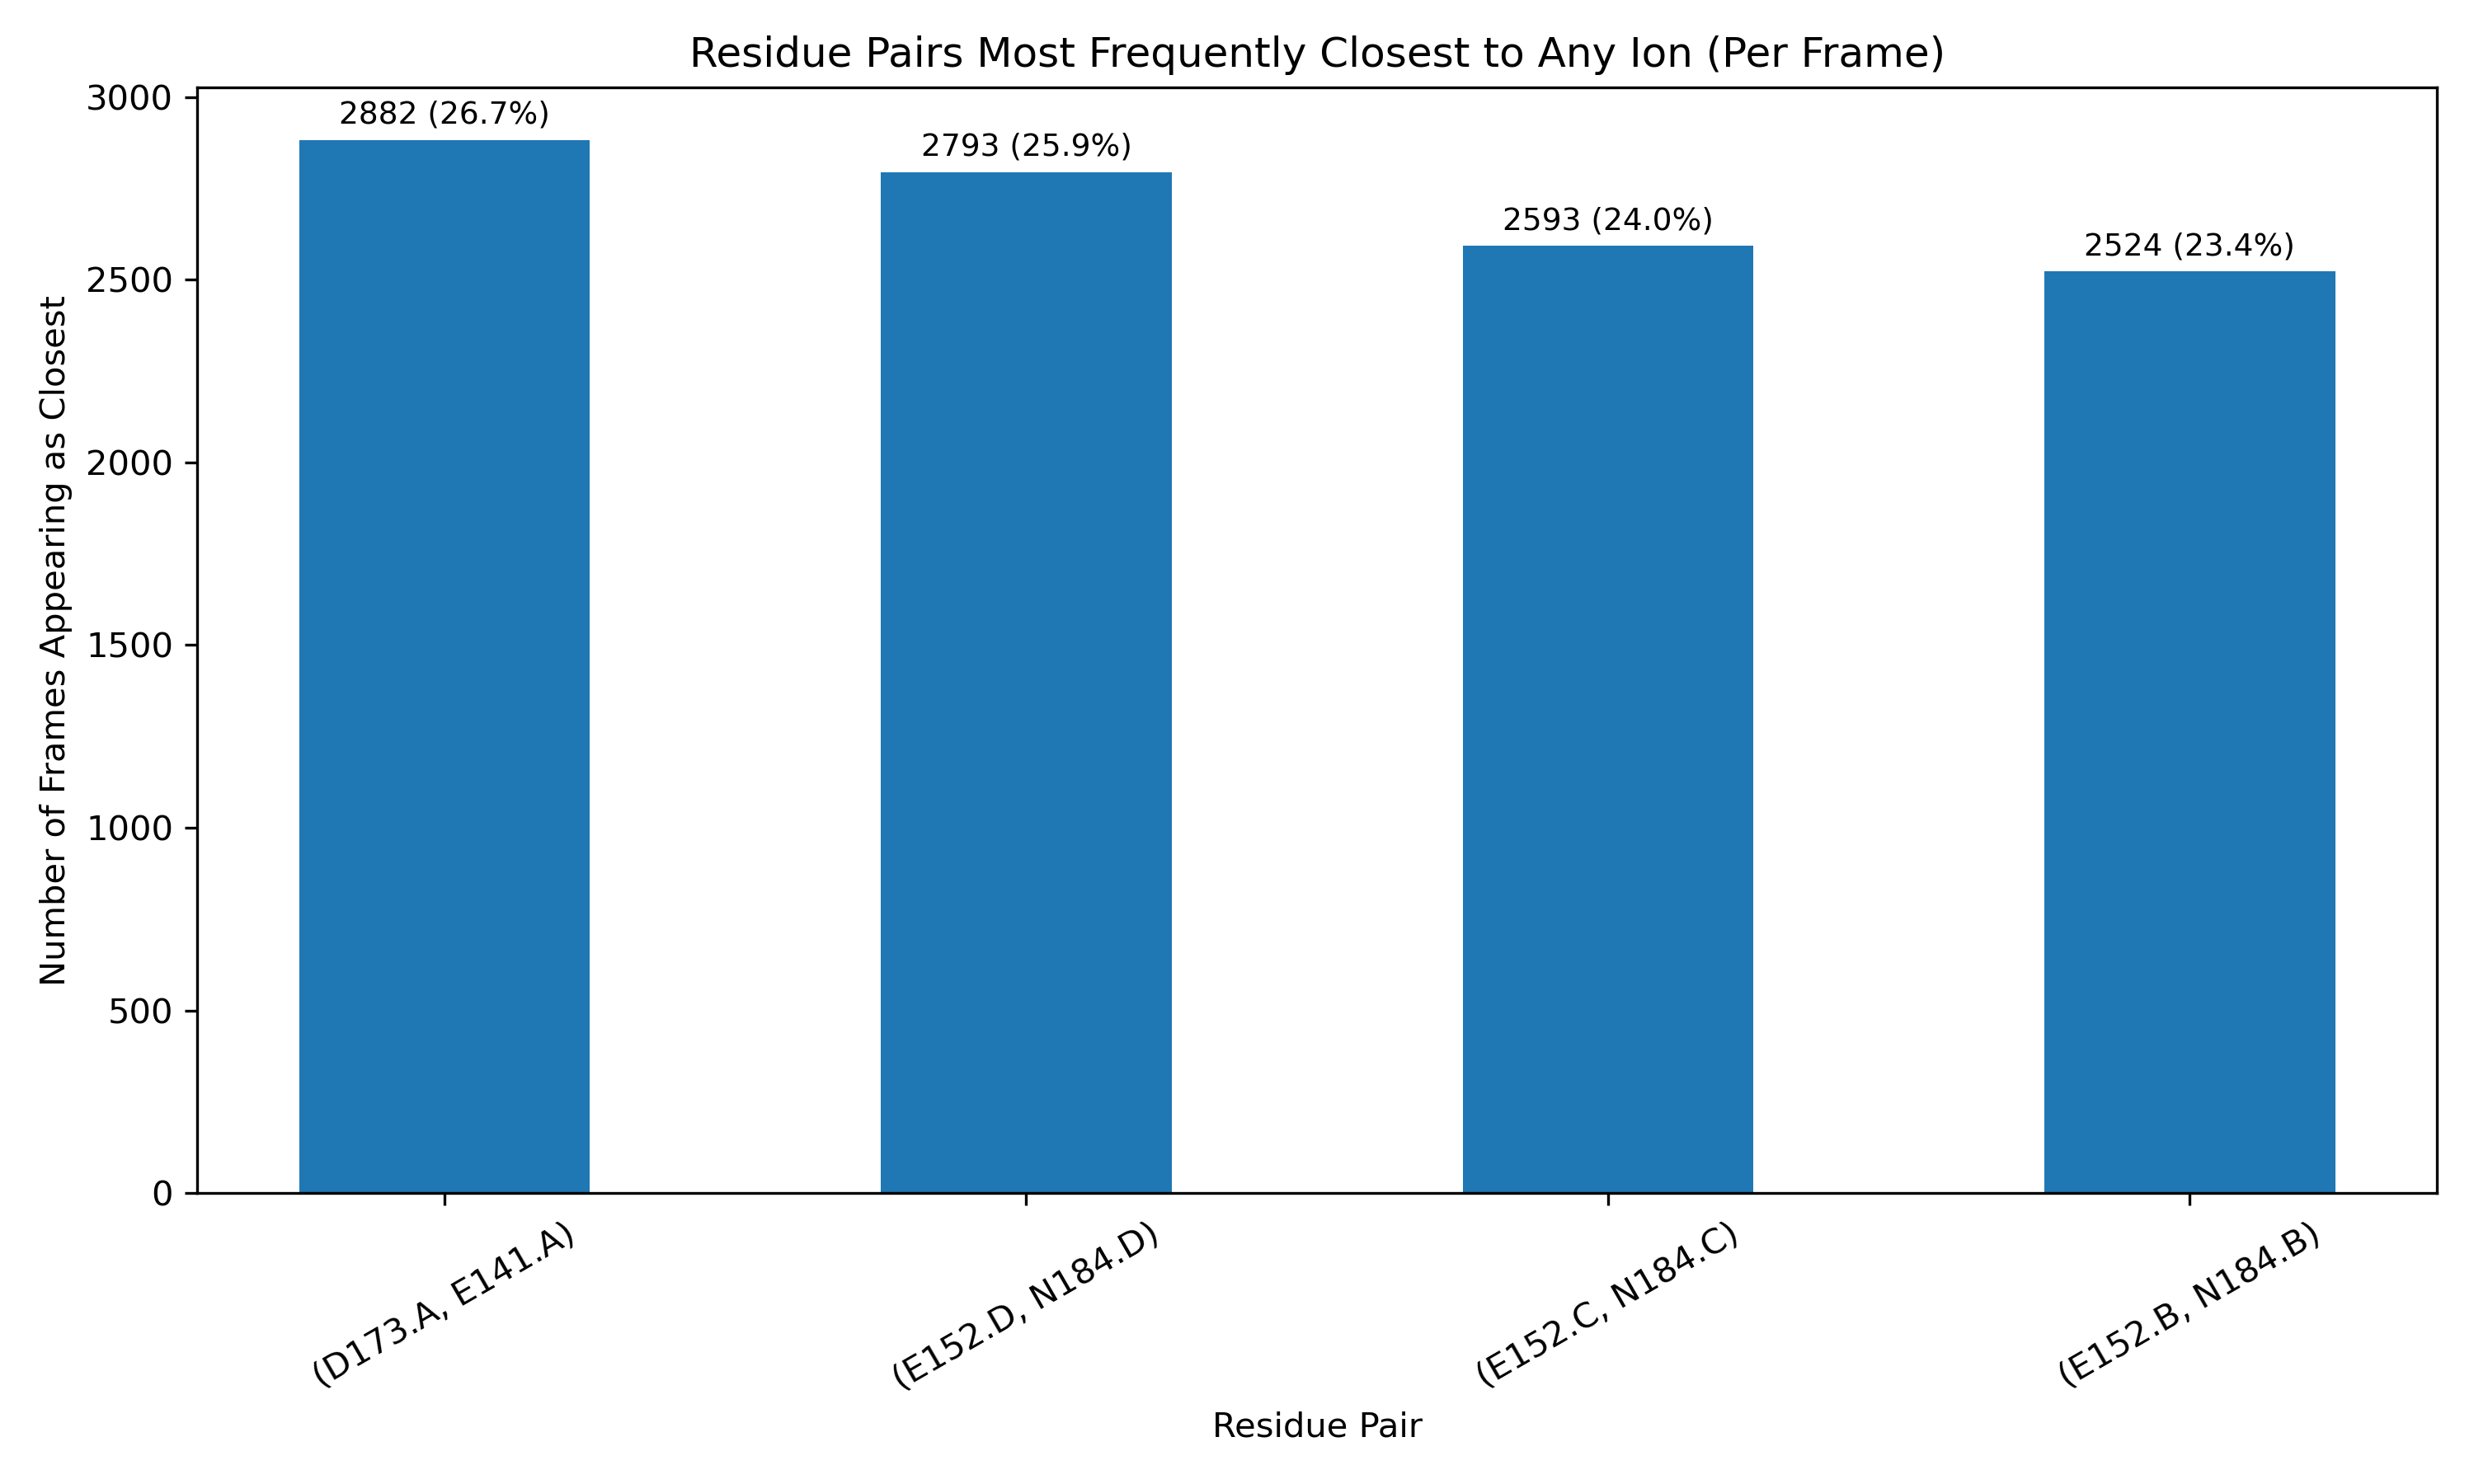 Residue Pairs Most Frequently Closest to Any Ion (Per Frame)
Number of Frames Appearing as Closest
3000
2500
2000
1500
1000
500
0
2882 (26.7%)
2793 (25.9%)
2593 (24.0%)
2524 (23.4%)
(D173.A, E141.A)
(E152.D, N184.D)
(E152.C, N184.C)
(E152.B, N184.B)
Residue Pair